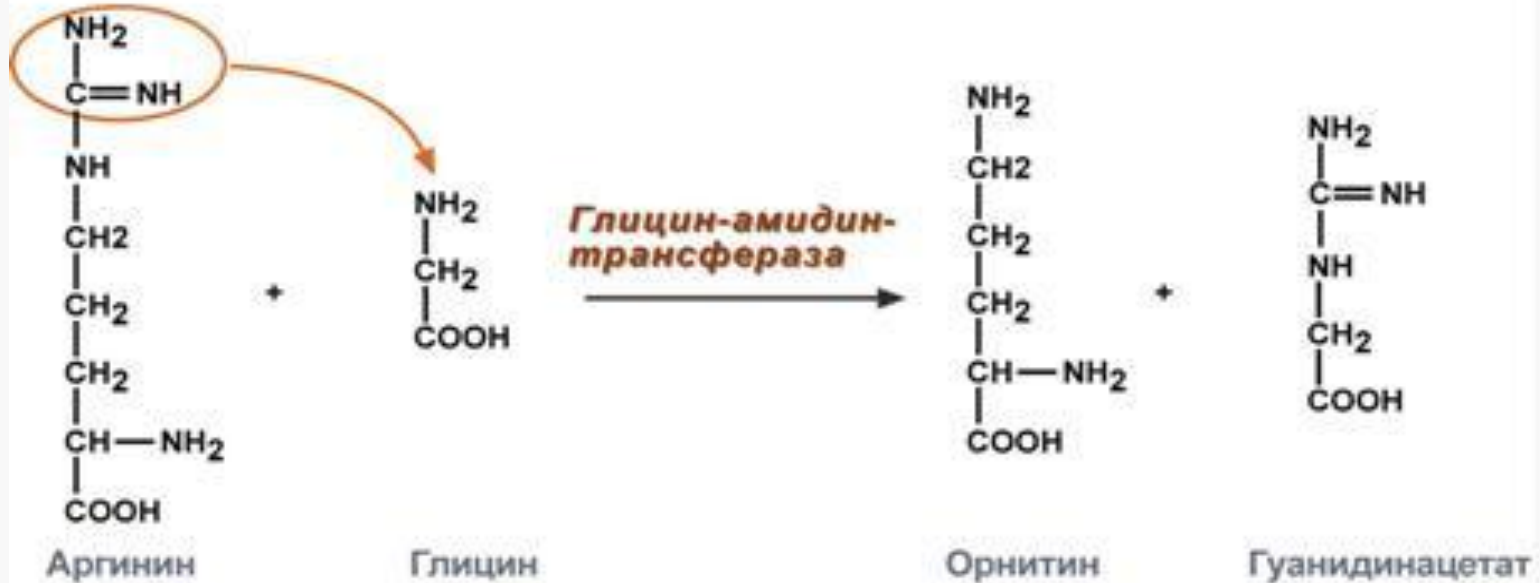 NH₂
C=NH
NH
CH2
CH₂
CH₂
CH—NH₂
COOH
Аргинин
+
NH₂
CH₂
COOH
Глицин
Глицин-амидин-
трансфераза
NH₂
CH2
CH₂
CH₂
CH—NH₂
COOH
Орнитин
+
NH₂
C=NH
NH
CH₂
COOH
Гуанидинацетат